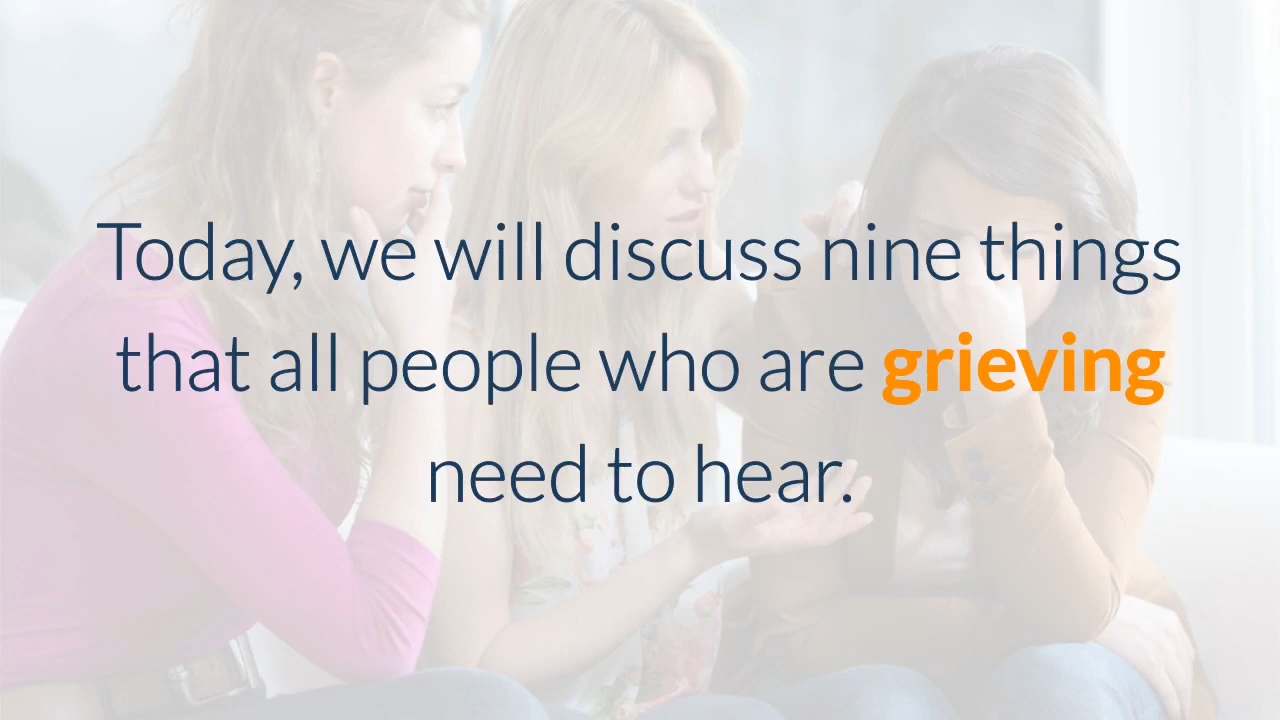 Today, we will discuss nine things
that all people who are grieving
need to hear.